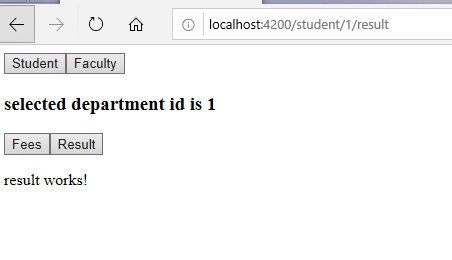 localhost:4200/student/1/result
Student Faculty
selected department id is 1
Fees Result
result works!